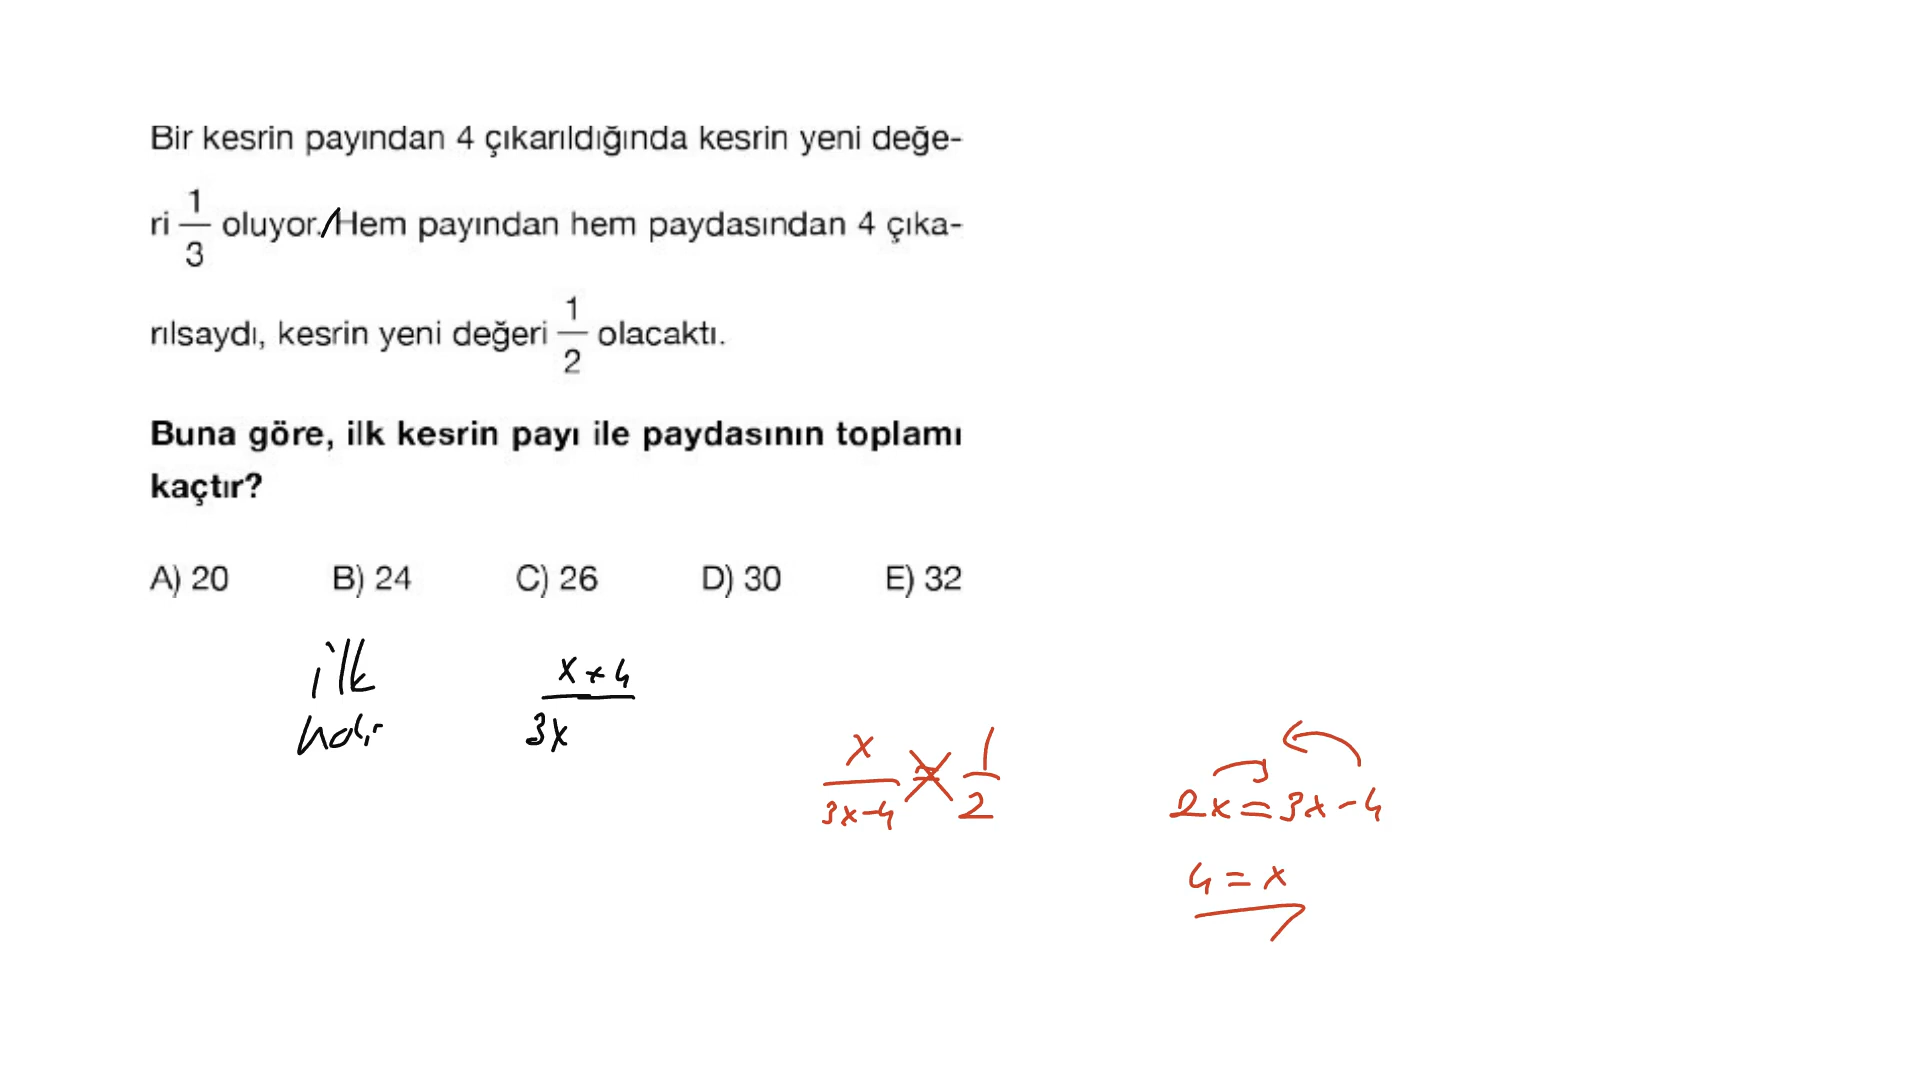 Bir kesrin payından 4 çıkarıldığında kesrin yeni değe-
ri 1/3 oluyor. Hem payından hem paydasından 4 çıka-
rılsaydı, kesrin yeni değeri 1/2 olacaktı.
Buna göre, ilk kesrin payı ile paydasının toplamı
kaçtır?
A) 20 B) 24 C) 26 D) 30 E) 32
ilk
x+4
3x
x/(3x-4) = 1/2
2x=3x-4
4=x